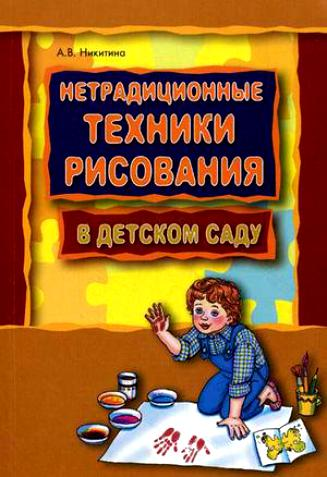 А.В. Никитина
НЕТРАДИЦИОННЫЕ
ТЕХНИКИ
РИСОВАНИЯ
В ДЕТСКОМ САДУ